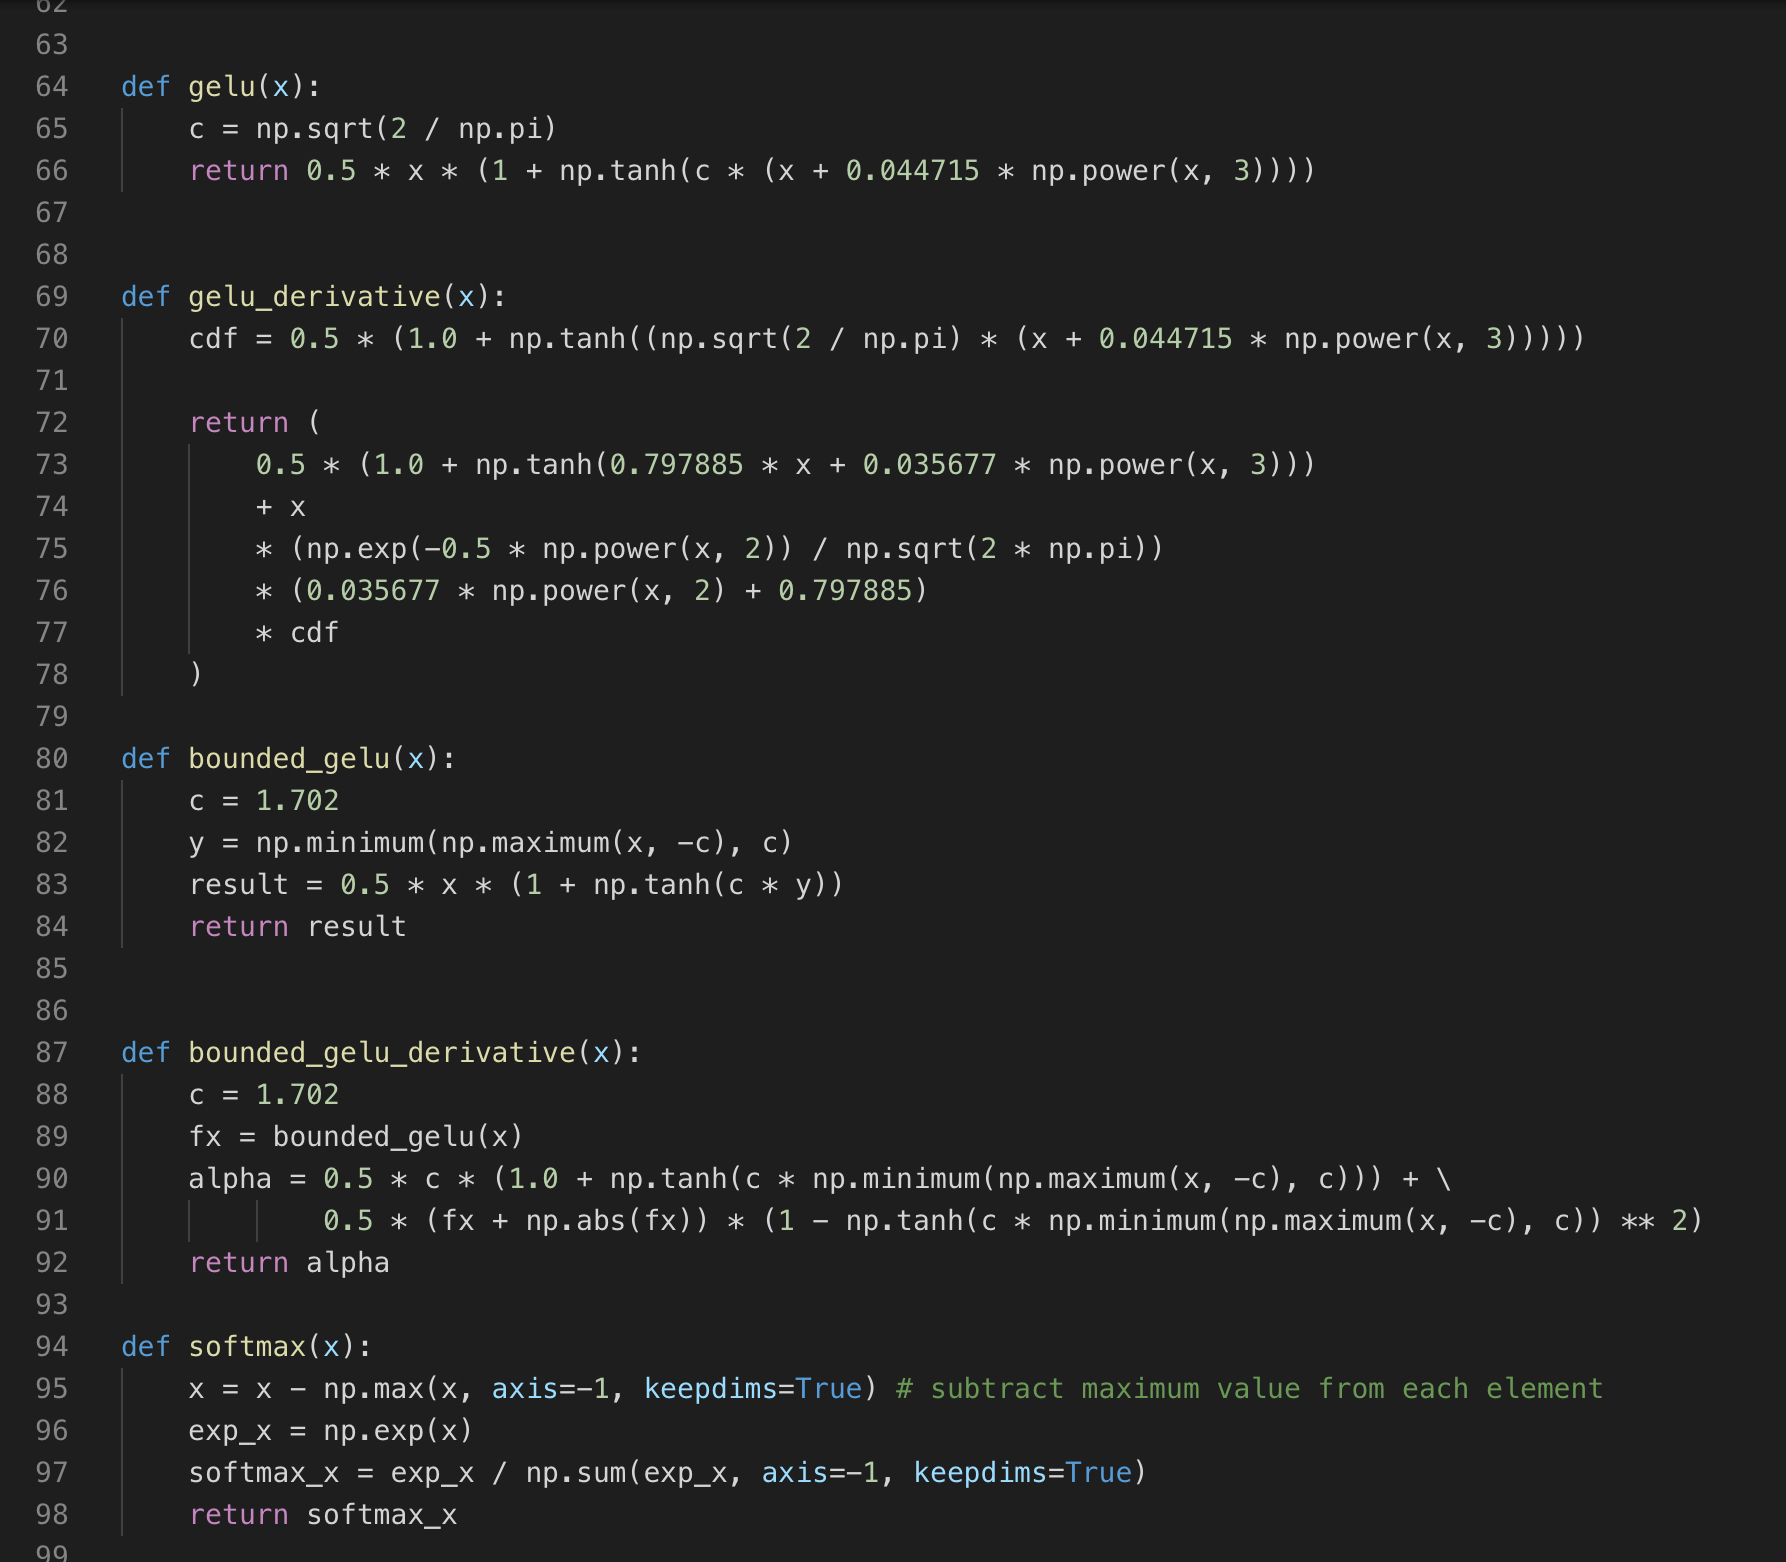 62
63
64 def gelu(x):
65     c = np.sqrt(2 / np.pi)
66     return 0.5 * x * (1 + np.tanh(c * (x + 0.044715 * np.power(x, 3))))
67
68
69 def gelu_derivative(x):
70     cdf = 0.5 * (1.0 + np.tanh((np.sqrt(2 / np.pi) * (x + 0.044715 * np.power(x, 3)))))
71
72     return (
73         0.5 * (1.0 + np.tanh(0.797885 * x + 0.035677 * np.power(x, 3)))
74         + x
75         * (np.exp(-0.5 * np.power(x, 2)) / np.sqrt(2 * np.pi))
76         * (0.035677 * np.power(x, 2) + 0.797885)
77         * cdf
78     )
79
80 def bounded_gelu(x):
81     c = 1.702
82     y = np.minimum(np.maximum(x, -c), c)
83     result = 0.5 * x * (1 + np.tanh(c * y))
84     return result
85
86
87 def bounded_gelu_derivative(x):
88     c = 1.702
89     fx = bounded_gelu(x)
90     alpha = 0.5 * c * (1.0 + np.tanh(c * np.minimum(np.maximum(x, -c), c))) + \
91             0.5 * (fx + np.abs(fx)) * (1 - np.tanh(c * np.minimum(np.maximum(x, -c), c)) ** 2)
92     return alpha
93
94 def softmax(x):
95     x = x - np.max(x, axis=-1, keepdims=True) # subtract maximum value from each element
96     exp_x = np.exp(x)
97     softmax_x = exp_x / np.sum(exp_x, axis=-1, keepdims=True)
98     return softmax_x
99